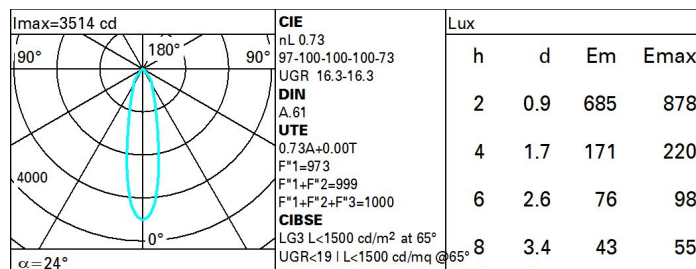 Imax=3514 cd
90°
180°
90°
4000
0°
α=24°
CIE
nL 0.73
97-100-100-100-73
UGR 16.3-16.3
DIN
A.61
UTE
0.73A+0.00T
F"1=973
F"1+F"2=999
F"1+F"2+F"3=1000
CIBSE
LG3 L<1500 cd/m² at 65°
UGR<19 | L<1500 cd/mq @65°
Lux
h d Em Emax
2 0.9 685 878
4 1.7 171 220
6 2.6 76 98
8 3.4 43 55